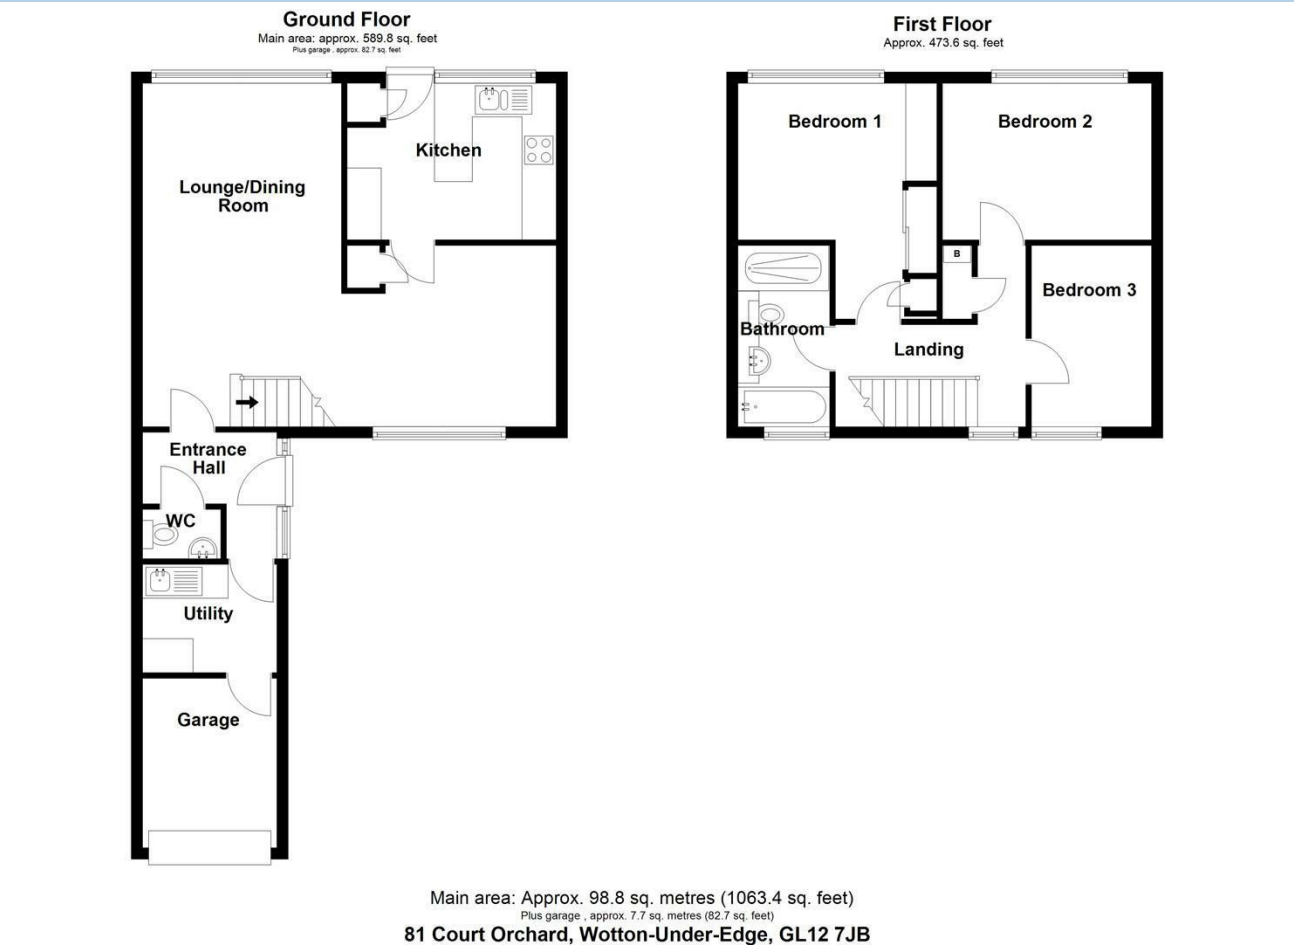 Ground Floor
Main area: approx. 589.8 sq. feet
Plus garage , approx. 82.7 sq. feet
Lounge/Dining
Room
Kitchen
Entrance
Hall
WC
Utility
Garage
First Floor
Approx. 473.6 sq. feet
Bedroom 1
Bedroom 2
B
Bedroom 3
Bathroom
Landing
Main area: Approx. 98.8 sq. metres (1063.4 sq. feet)
Plus garage , approx. 7.7 sq. metres (82.7 sq. feet)
81 Court Orchard, Wotton-Under-Edge, GL12 7JB